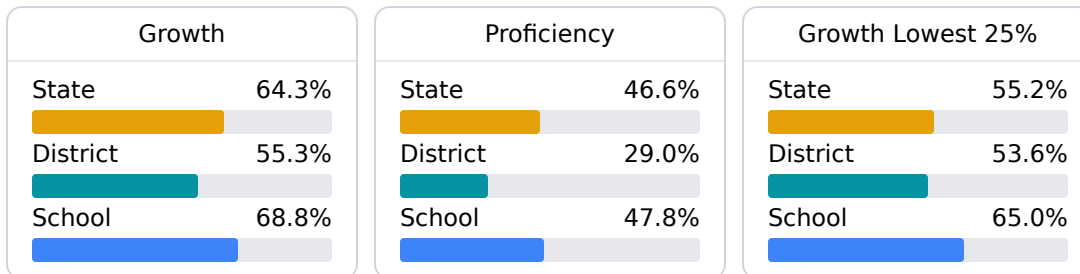 Growth
State 64.3%
District 55.3%
School 68.8%
Proficiency
State 46.6%
District 29.0%
School 47.8%
Growth Lowest 25%
State 55.2%
District 53.6%
School 65.0%